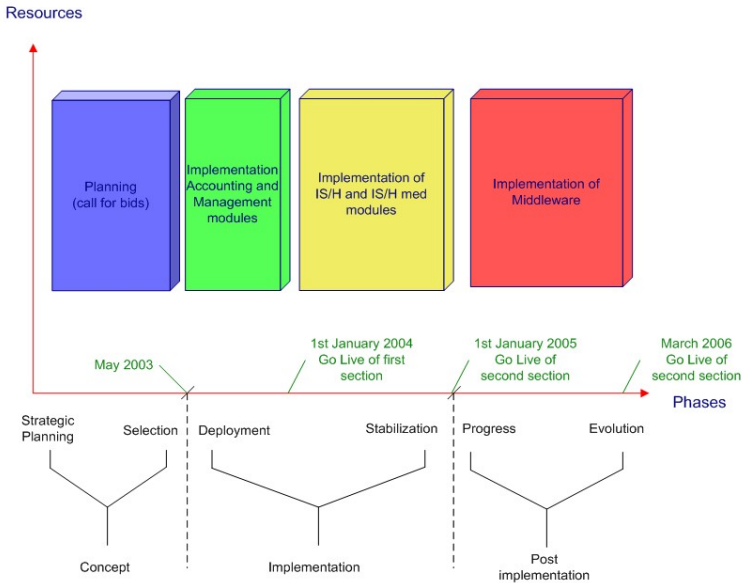 Resources
Planning
(call for bids)
Implementation
Accounting and
Management
modules
Implementation of
IS/H and IS/H med
modules
Implementation of
Middleware
May 2003
1st January 2004
Go Live of first
section
1st January 2005
Go Live of
second section
March 2006
Go Live of
second section
Phases
Strategic
Planning
Selection
Deployment
Stabilization
Progress
Evolution
Concept
Implementation
Post
implementation